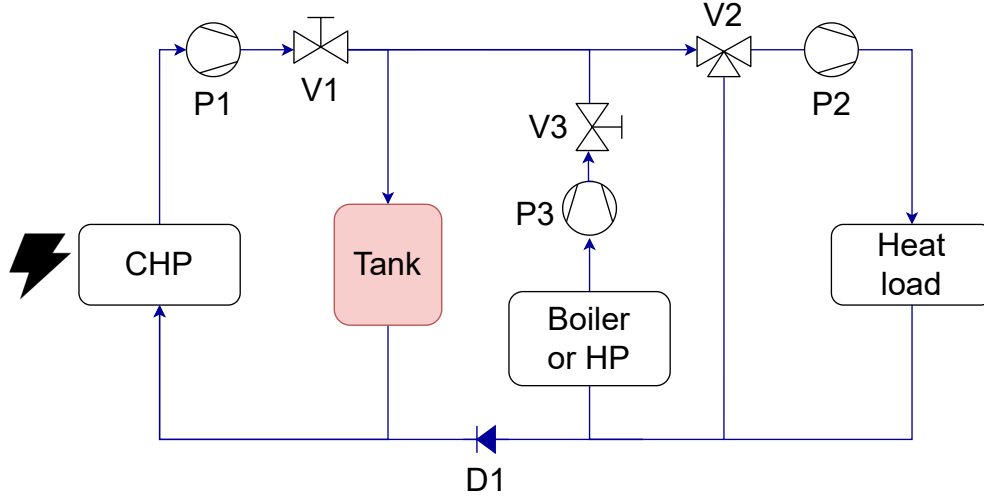 V2
P1
V1
P2
V3
P3
CHP
Tank
Heat
load
Boiler
or HP
D1